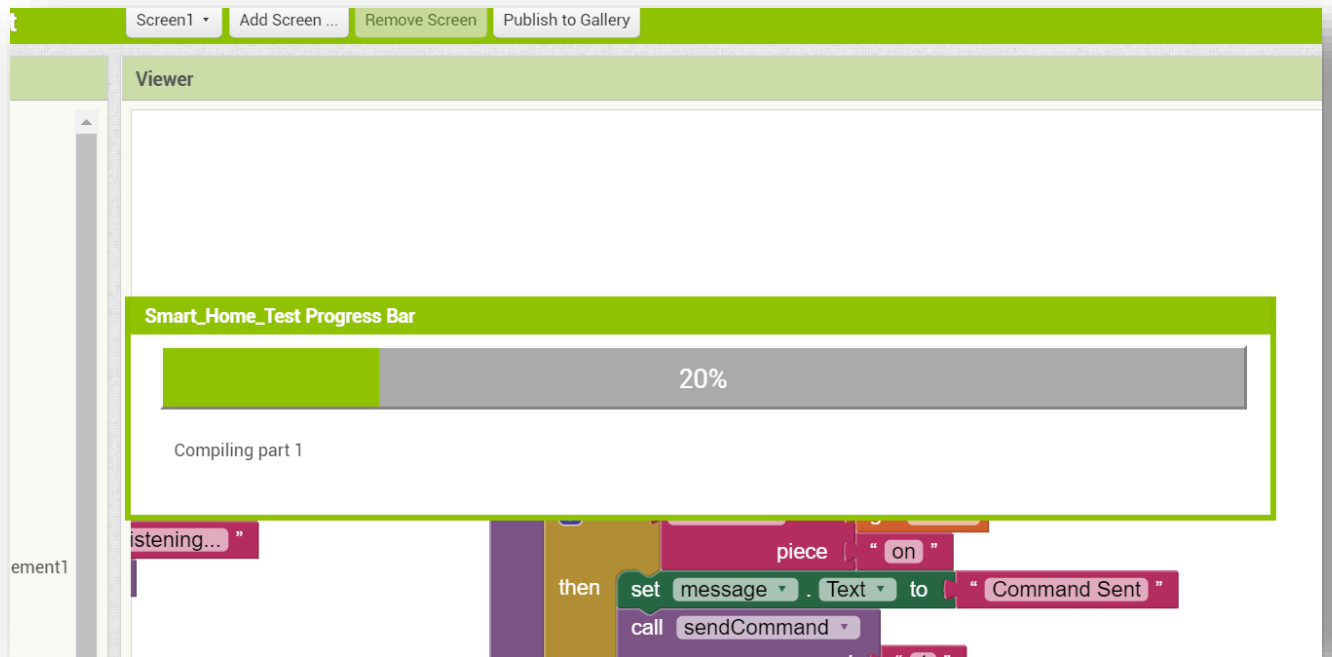 t Screen1 Add Screen ... Remove Screen Publish to Gallery
Viewer
Smart_Home_Test Progress Bar
20%
Compiling part 1
istening... ”
piece “ on ”
ement1
then set message . Text to “ Command Sent ”
call sendCommand